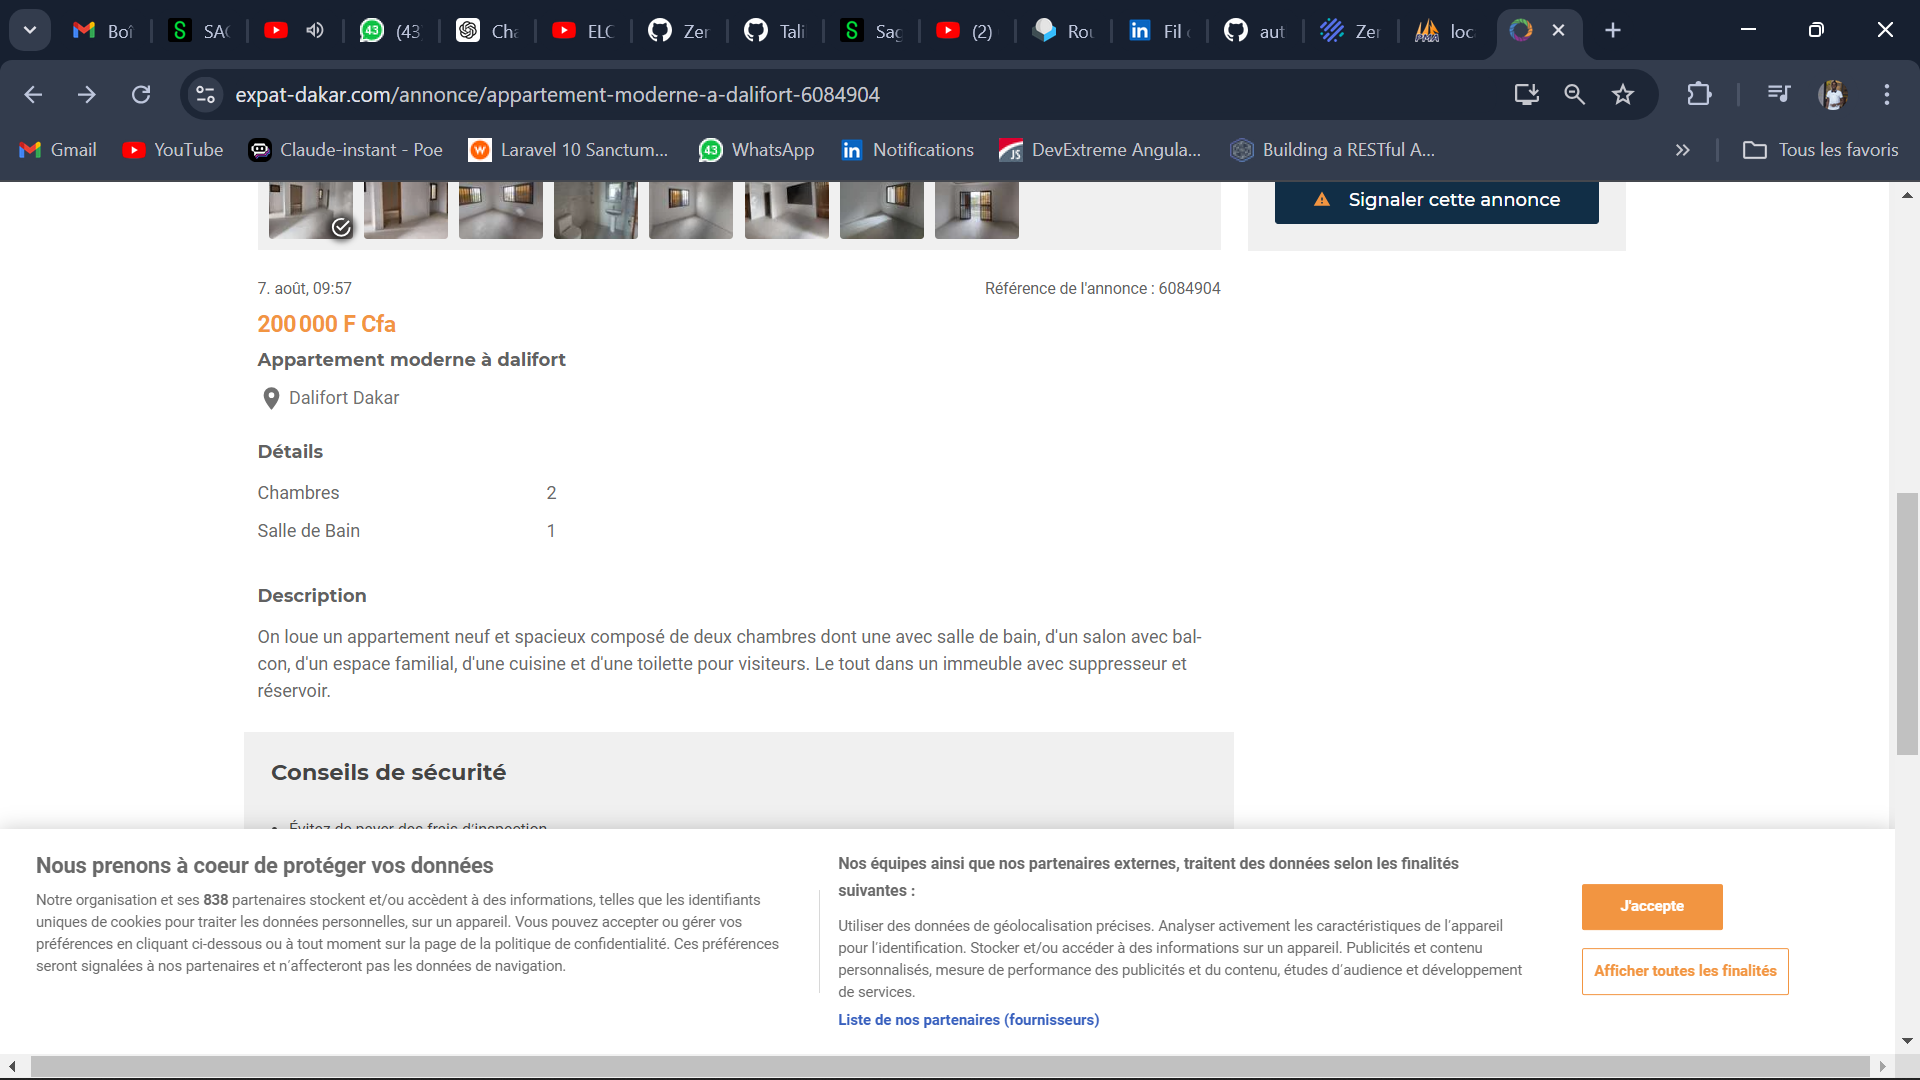 Boî
SAC
(43
Cha
ELC
Zer
Tali
Sag
(2)
Rou
Fil
aut
Zer
loc
expat-dakar.com/annonce/appartement-moderne-a-dalifort-6084904
Gmail
YouTube
Claude-instant - Poe
Laravel 10 Sanctum...
WhatsApp
Notifications
DevExtreme Angula...
Building a RESTful A...
Tous les favoris
Signaler cette annonce
7. août, 09:57
Référence de l'annonce : 6084904
200 000 F Cfa
Appartement moderne à dalifort
Dalifort Dakar
Détails
Chambres 2
Salle de Bain 1
Description
On loue un appartement neuf et spacieux composé de deux chambres dont une avec salle de bain, d'un salon avec bal-
con, d'un espace familial, d'une cuisine et d'une toilette pour visiteurs. Le tout dans un immeuble avec suppresseur et
réservoir.
Conseils de sécurité
Évitez de payer des frais d'inspection
Nous prenons à coeur de protéger vos données
Notre organisation et ses 838 partenaires stockent et/ou accèdent à des informations, telles que les identifiants
uniques de cookies pour traiter les données personnelles, sur un appareil. Vous pouvez accepter ou gérer vos
préférences en cliquant ci-dessous ou à tout moment sur la page de la politique de confidentialité. Ces préférences
seront signalées à nos partenaires et n'affecteront pas les données de navigation.
Nos équipes ainsi que nos partenaires externes, traitent des données selon les finalités
suivantes :
Utiliser des données de géolocalisation précises. Analyser activement les caractéristiques de l'appareil
pour l'identification. Stocker et/ou accéder à des informations sur un appareil. Publicités et contenu
personnalisés, mesure de performance des publicités et du contenu, études d'audience et développement
de services.
Liste de nos partenaires (fournisseurs)
J'accepte
Afficher toutes les finalités